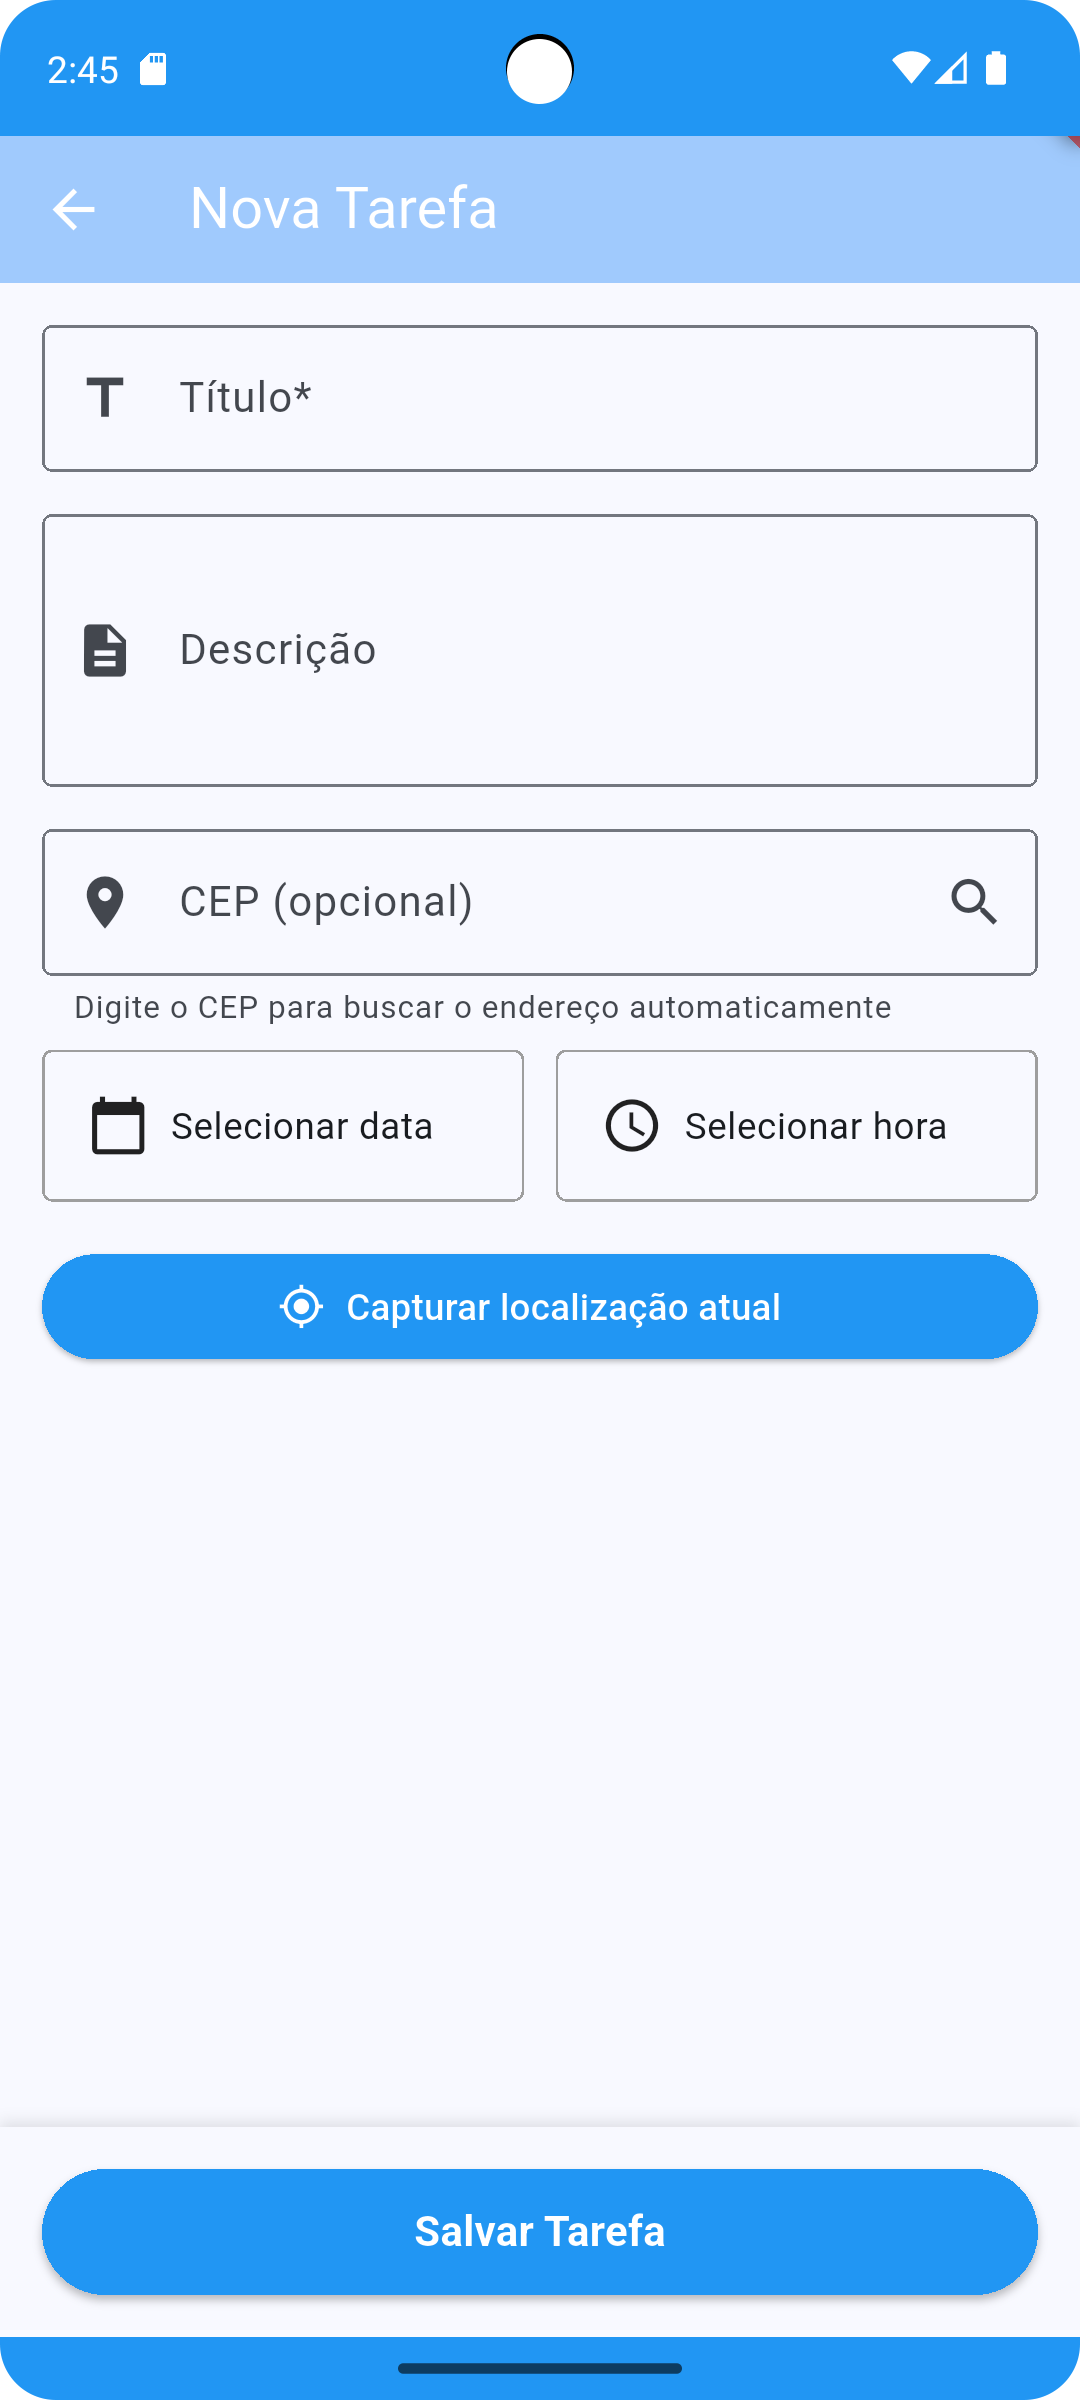 2:45
Nova Tarefa
Título*
Descrição
CEP (opcional)
Digite o CEP para buscar o endereço automaticamente
Selecionar data
Selecionar hora
Capturar localização atual
Salvar Tarefa